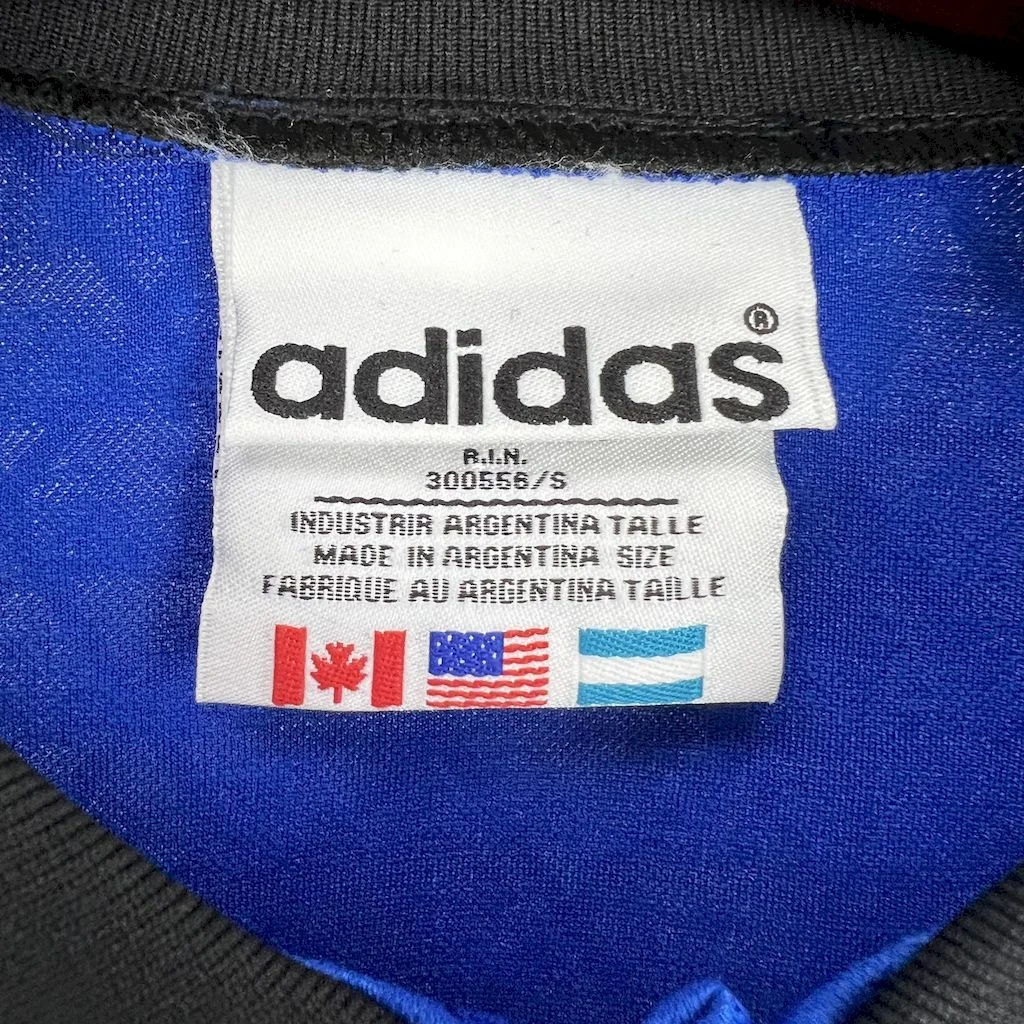 adidas®
R.I.N.
300556/S
INDUSTRIR ARGENTINA TALLE
MADE IN ARGENTINA SIZE
FABRIQUE AU ARGENTINA TAILLE